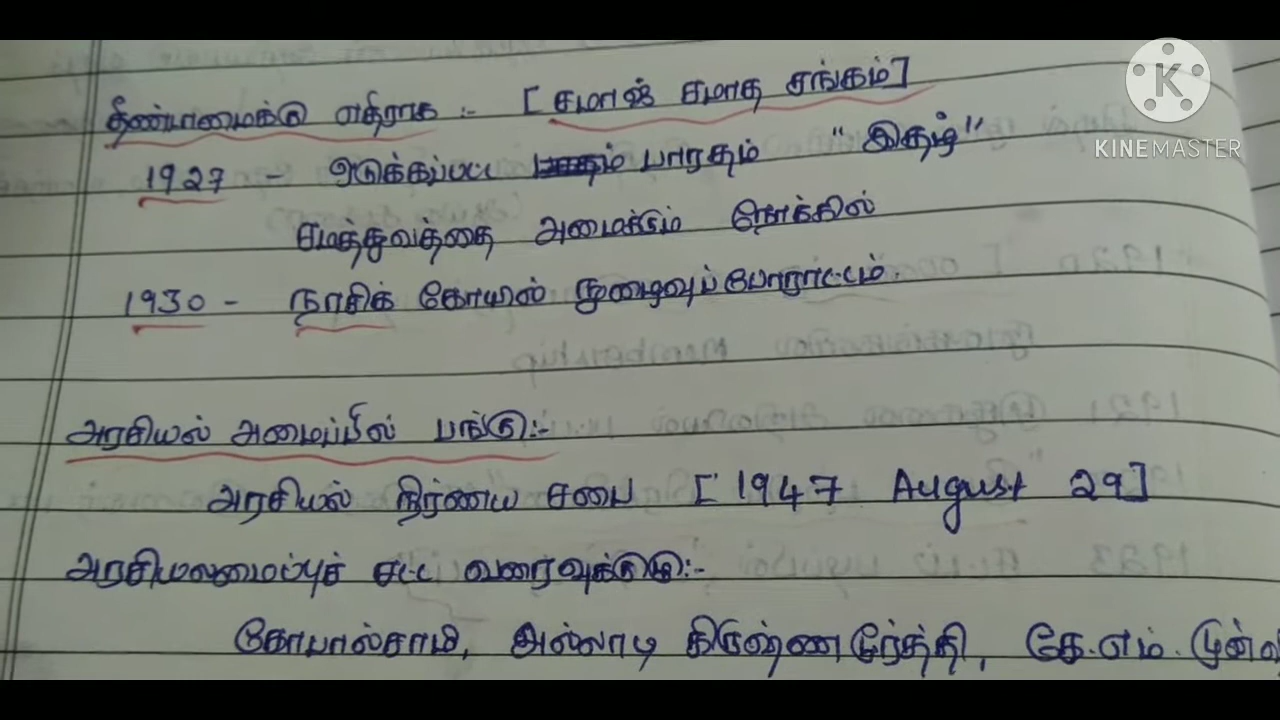 தீண்டாமைக்கு எதிராக :- [சமாஜ் சமாத சங்கம்]
1927 - ஒடுக்கப்பட்ட பாரதம் "இதழ்"
சமத்துவத்தை அமைக்கும் நோக்கில்
1930 - நாசிக் கோயில் நுழைவுப் போராட்டம்.
அரசியல் அமைப்பில் பங்கு:-
அரசியல் நிர்ணய சபை [1947 August 29]
அரசியலமைப்புச் சட்ட வரைவுக்குழு:-
கோபால்சாமி, அல்லாடி கிருஷ்ணமூர்த்தி, கே.எம்.
K
KINEMASTER